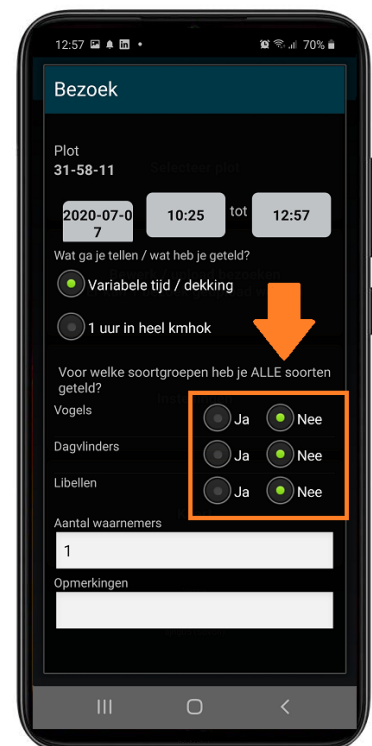 12:57
70%
Bezoek
Plot
31-58-11
2020-07-0
7
10:25
tot
12:57
Wat ga je tellen / wat heb je geteld?
Variabele tijd / dekking
1 uur in heel kmhok
Voor welke soortgroepen heb je ALLE soorten
geteld?
Vogels
Ja
Nee
Dagvlinders
Ja
Nee
Libellen
Ja
Nee
Aantal waarnemers
1
Opmerkingen